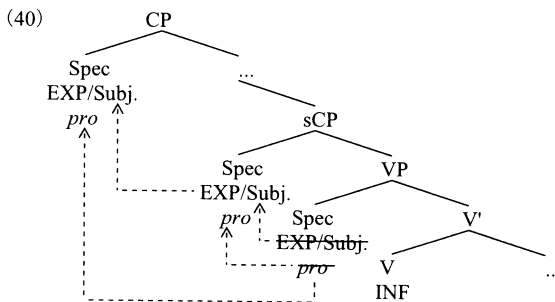 (40)
CP
Spec
...
EXP/Subj.
pro
sCP
Spec
VP
EXP/Subj.
pro
Spec
V'
EXP/Subj.
pro
V
..
INF